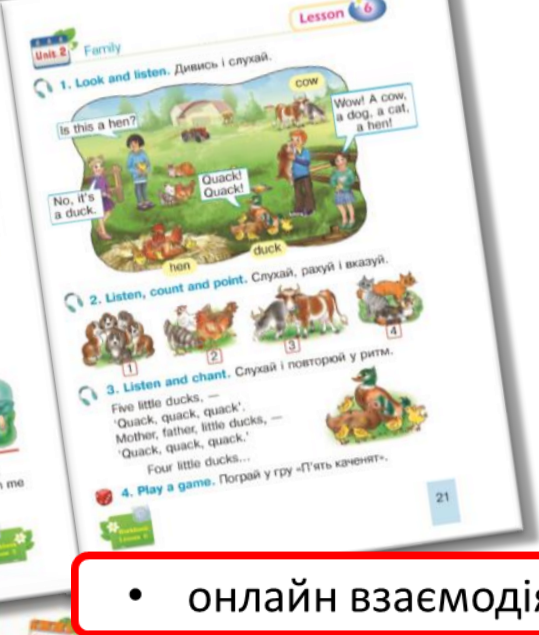 Lesson 6
Unit 2 Family
1. Look and listen. Дивись і слухай.
cow
Is this a hen?
Wow! A cow,
a dog, a cat,
a hen!
No, it's
a duck.
Quack!
Quack!
duck
hen
2. Listen, count and point. Слухай, рахуй і вказуй.
1
2
3
4
3. Listen and chant. Слухай і повторюй у ритм.
Five little ducks, —
'Quack, quack, quack'.
Mother, father, little ducks, —
'Quack, quack, quack.'
Four little ducks...
4. Play a game. Пограй у гру «П'ять каченят».
21
me
• онлайн взаємодія